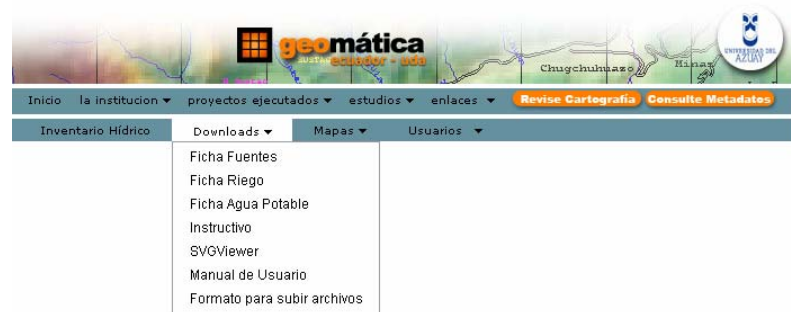 geomática
ecuador - uda
Chugchuhuazo
Minas
UNIVERSIDAD DEL
AZUAY
Inicio la institucion ▾ proyectos ejecutados ▾ estudios ▾ enlaces ▾ Revise Cartografía Consulte Metadatos
Inventario Hídrico Downloads ▾ Mapas ▾ Usuarios ▾
Ficha Fuentes
Ficha Riego
Ficha Agua Potable
Instructivo
SVGViewer
Manual de Usuario
Formato para subir archivos